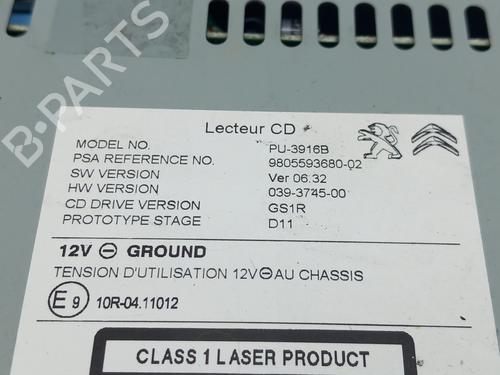 Lecteur CD
MODEL NO. PU-3916B
PSA REFERENCE NO. 9805593680-02
SW VERSION Ver 06.32
HW VERSION 039-3745-00
CD DRIVE VERSION GS1R
PROTOTYPE STAGE D11
12V ⊖ GROUND
TENSION D'UTILISATION 12V⊖AU CHASSIS
E9 10R-04.11012
CLASS 1 LASER PRODUCT
B-PARTS